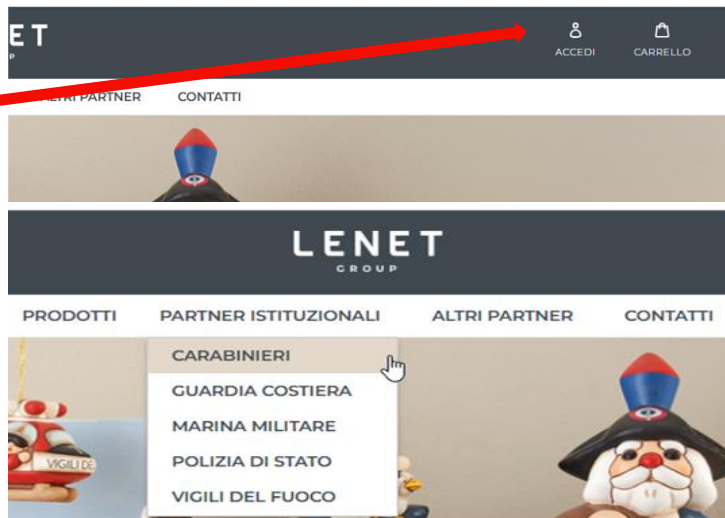 ET
P
ACCEDI CARRELLO
ALTRI PARTNER CONTATTI
LENET
GROUP
PRODOTTI PARTNER ISTITUZIONALI ALTRI PARTNER CONTATTI
CARABINIERI
GUARDIA COSTIERA
MARINA MILITARE
POLIZIA DI STATO
VIGILI DEL FUOCO
VIGILI DE